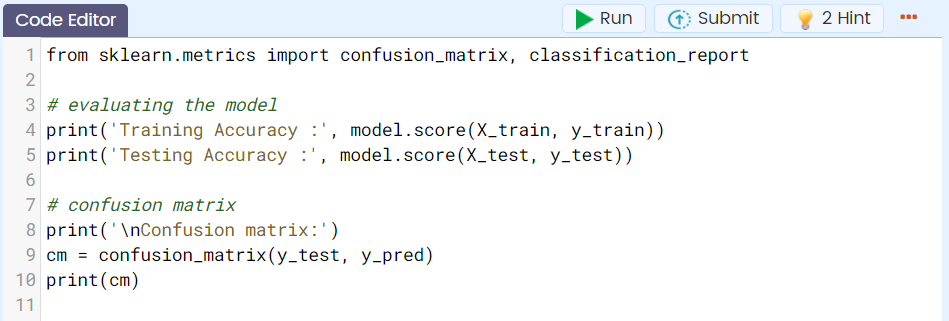 Code Editor
Run
Submit
2 Hint
1 from sklearn.metrics import confusion_matrix, classification_report
2
3 # evaluating the model
4 print('Training Accuracy :', model.score(X_train, y_train))
5 print('Testing Accuracy :', model.score(X_test, y_test))
6
7 # confusion matrix
8 print('\nConfusion matrix:')
9 cm = confusion_matrix(y_test, y_pred)
10 print(cm)
11